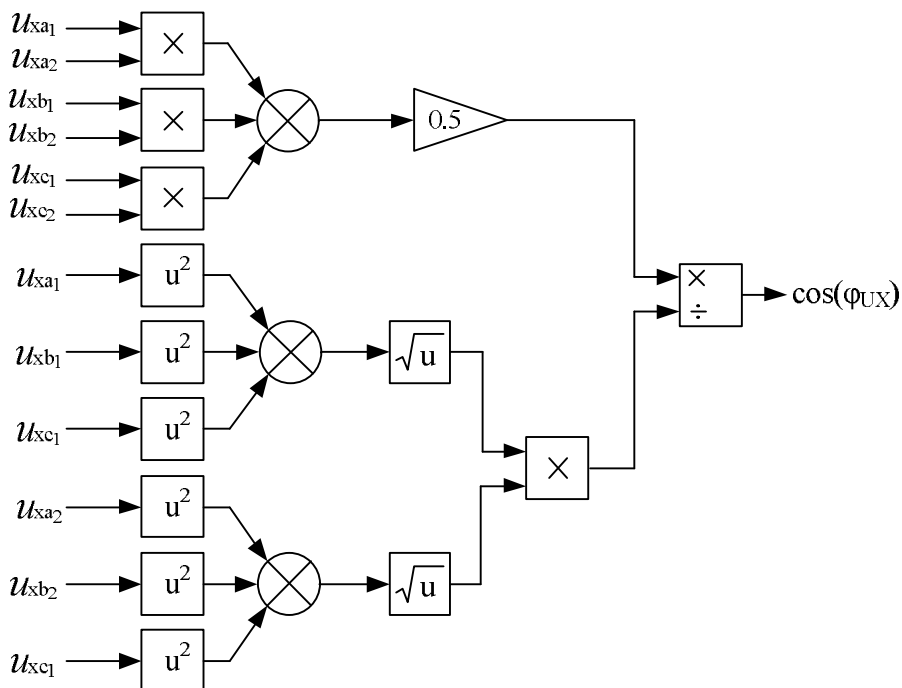 uxa1
×
uxa2
uxb1
×
uxb2
uxc1
×
uxc2
0.5
uxa1
u²
uxb1
u²
uxc1
u²
√u
×
÷
cos(φUX)
×
uxa2
u²
uxb2
u²
uxc1
u²
√u